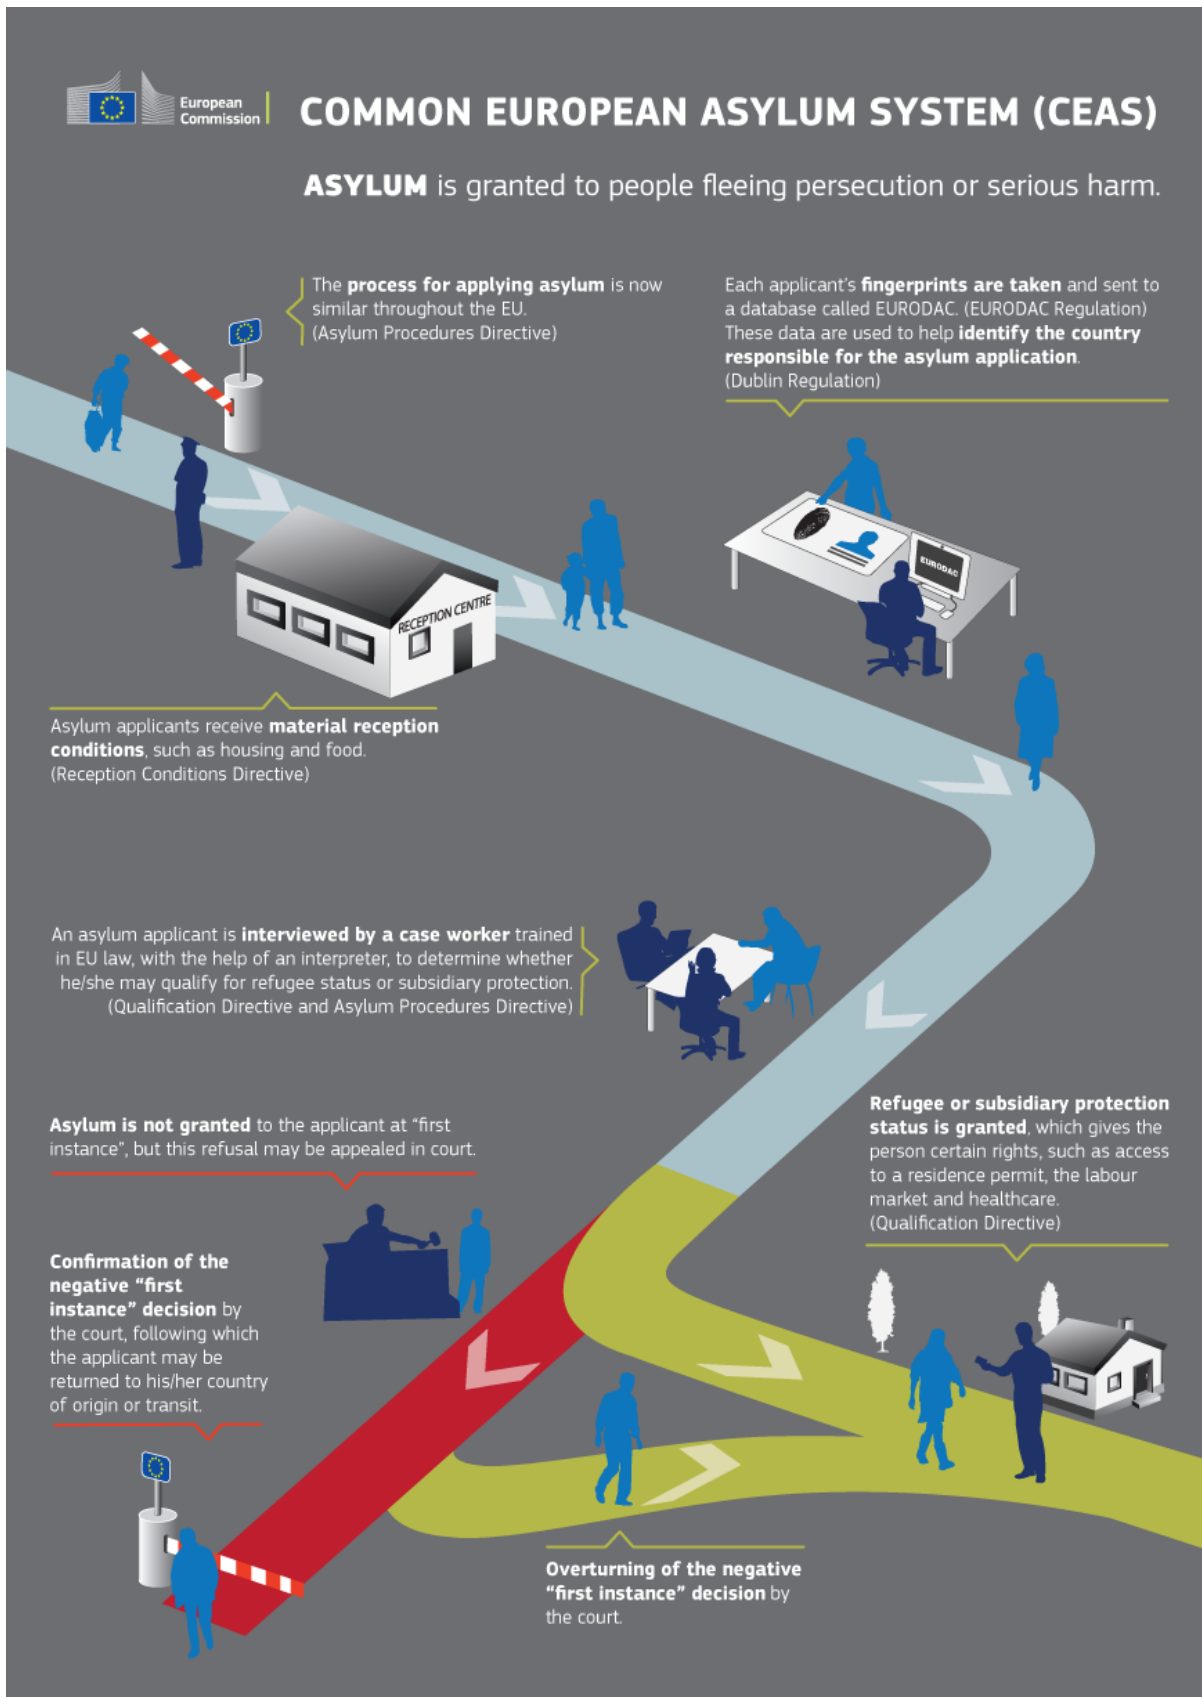 European
Commission
COMMON EUROPEAN ASYLUM SYSTEM (CEAS)
ASYLUM is granted to people fleeing persecution or serious harm.
The process for applying asylum is now
similar throughout the EU.
(Asylum Procedures Directive)
Each applicant's fingerprints are taken and sent to
a database called EURODAC. (EURODAC Regulation)
These data are used to help identify the country
responsible for the asylum application.
(Dublin Regulation)
EURODAC
RECEPTION CENTRE
Asylum applicants receive material reception
conditions, such as housing and food.
(Reception Conditions Directive)
An asylum applicant is interviewed by a case worker trained
in EU law, with the help of an interpreter, to determine whether
he/she may qualify for refugee status or subsidiary protection.
(Qualification Directive and Asylum Procedures Directive)
Asylum is not granted to the applicant at “first
instance”, but this refusal may be appealed in court.
Refugee or subsidiary protection
status is granted, which gives the
person certain rights, such as access
to a residence permit, the labour
market and healthcare.
(Qualification Directive)
Confirmation of the
negative “first
instance” decision by
the court, following which
the applicant may be
returned to his/her country
of origin or transit.
Overturning of the negative
“first instance” decision by
the court.